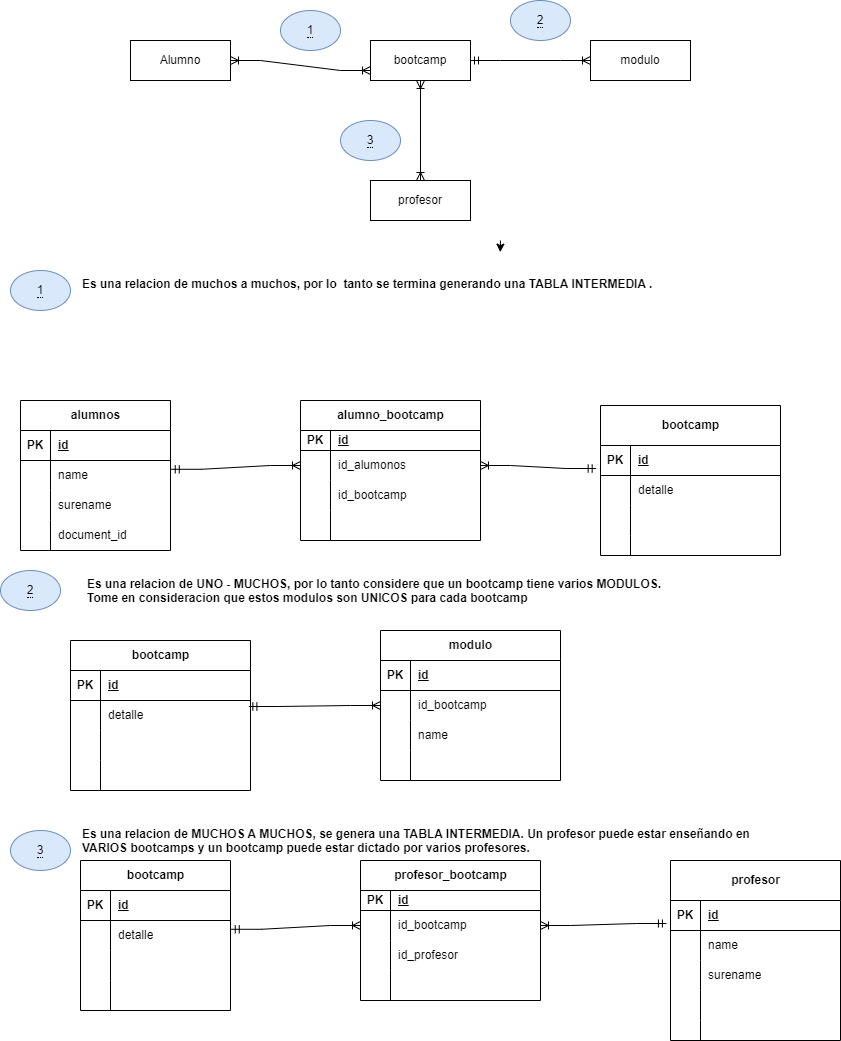 1
2
Alumno
bootcamp
modulo
3
profesor
1
Es una relacion de muchos a muchos, por lo tanto se termina generando una TABLA INTERMEDIA .
alumnos
PK
id
name
surename
document_id
alumno_bootcamp
PK
id
id_alumonos
id_bootcamp
bootcamp
PK
id
detalle
2
Es una relacion de UNO - MUCHOS, por lo tanto considere que un bootcamp tiene varios MODULOS.
Tome en consideracion que estos modulos son UNICOS para cada bootcamp
bootcamp
PK
id
detalle
modulo
PK
id
id_bootcamp
name
3
Es una relacion de MUCHOS A MUCHOS, se genera una TABLA INTERMEDIA. Un profesor puede estar enseñando en
VARIOS bootcamps y un bootcamp puede estar dictado por varios profesores.
bootcamp
PK
id
detalle
profesor_bootcamp
PK
id
id_bootcamp
id_profesor
profesor
PK
id
name
surename